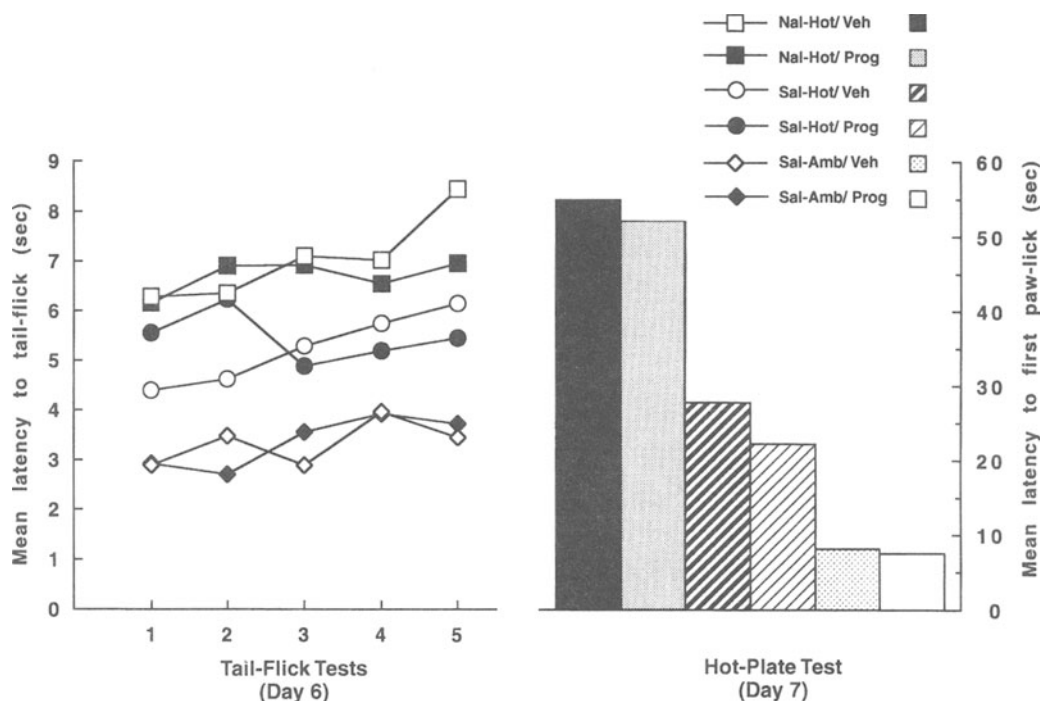 Nal-Hot/ Veh
Nal-Hot/ Prog
Sal-Hot/ Veh
Sal-Hot/ Prog
Sal-Amb/ Veh
Sal-Amb/ Prog
Mean latency to tail-flick (sec)
9
8
7
6
5
4
3
2
1
0
1 2 3 4 5
Tail-Flick Tests
(Day 6)
60
50
40
30
20
10
0
Mean latency to first paw-lick (sec)
Hot-Plate Test
(Day 7)